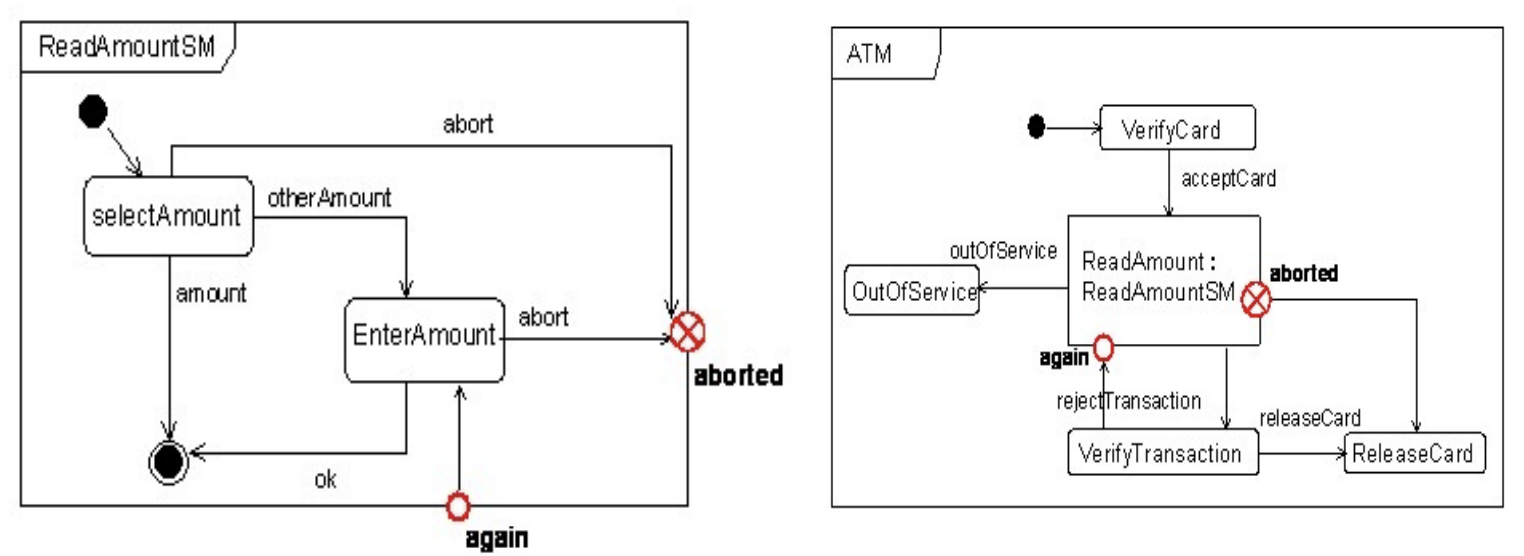 ReadAmountSM
abort
selectAmount
otherAmount
amount
EnterAmount
abort
aborted
ok
again
ATM
VerifyCard
acceptCard
outOfService
ReadAmount :
ReadAmountSM
aborted
OutOfService
again
rejectTransaction
releaseCard
VerifyTransaction
ReleaseCard